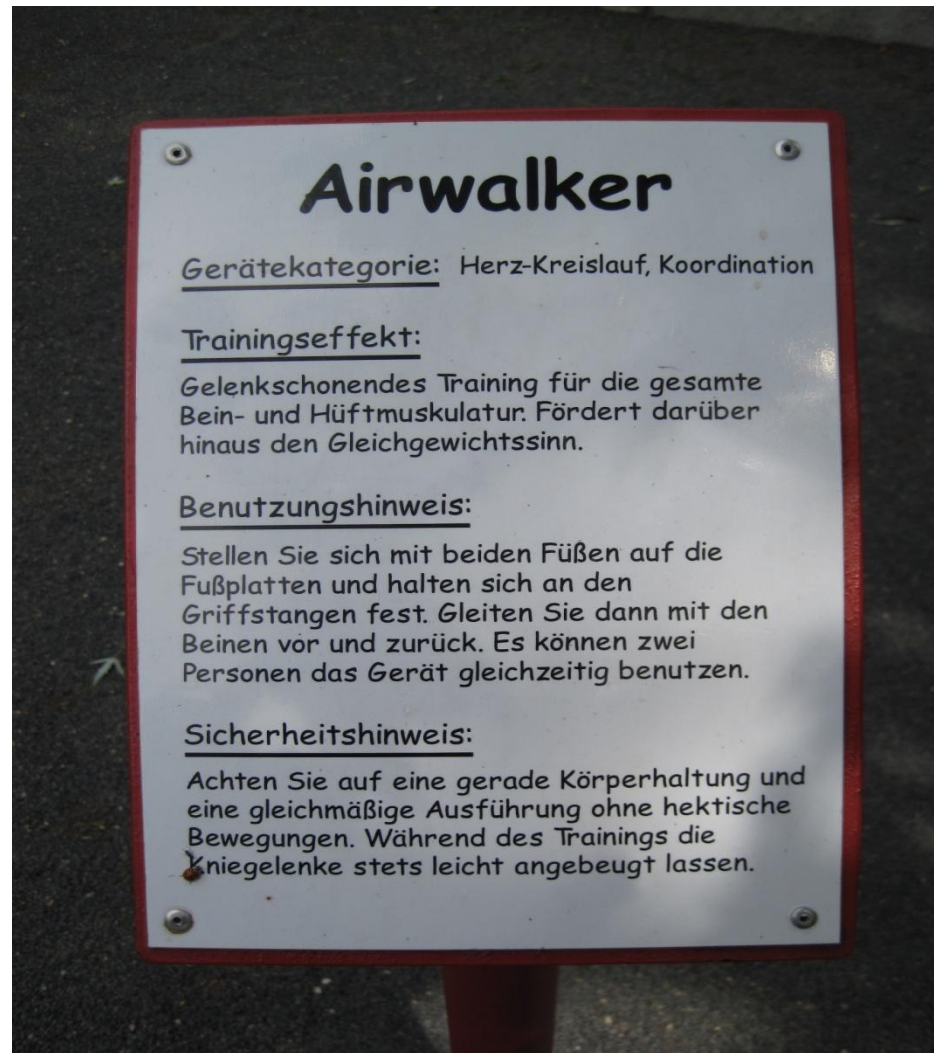 Airwalker
Gerätekategorie: Herz-Kreislauf, Koordination
Trainingseffekt:
Gelenkschonendes Training für die gesamte
Bein- und Hüftmuskulatur. Fördert darüber
hinaus den Gleichgewichtssinn.
Benutzungshinweis:
Stellen Sie sich mit beiden Füßen auf die
Fußplatten und halten sich an den
Griffstangen fest. Gleiten Sie dann mit den
Beinen vor und zurück. Es können zwei
Personen das Gerät gleichzeitig benutzen.
Sicherheitshinweis:
Achten Sie auf eine gerade Körperhaltung und
eine gleichmäßige Ausführung ohne hektische
Bewegungen. Während des Trainings die
Kniegelenke stets leicht angebeugt lassen.